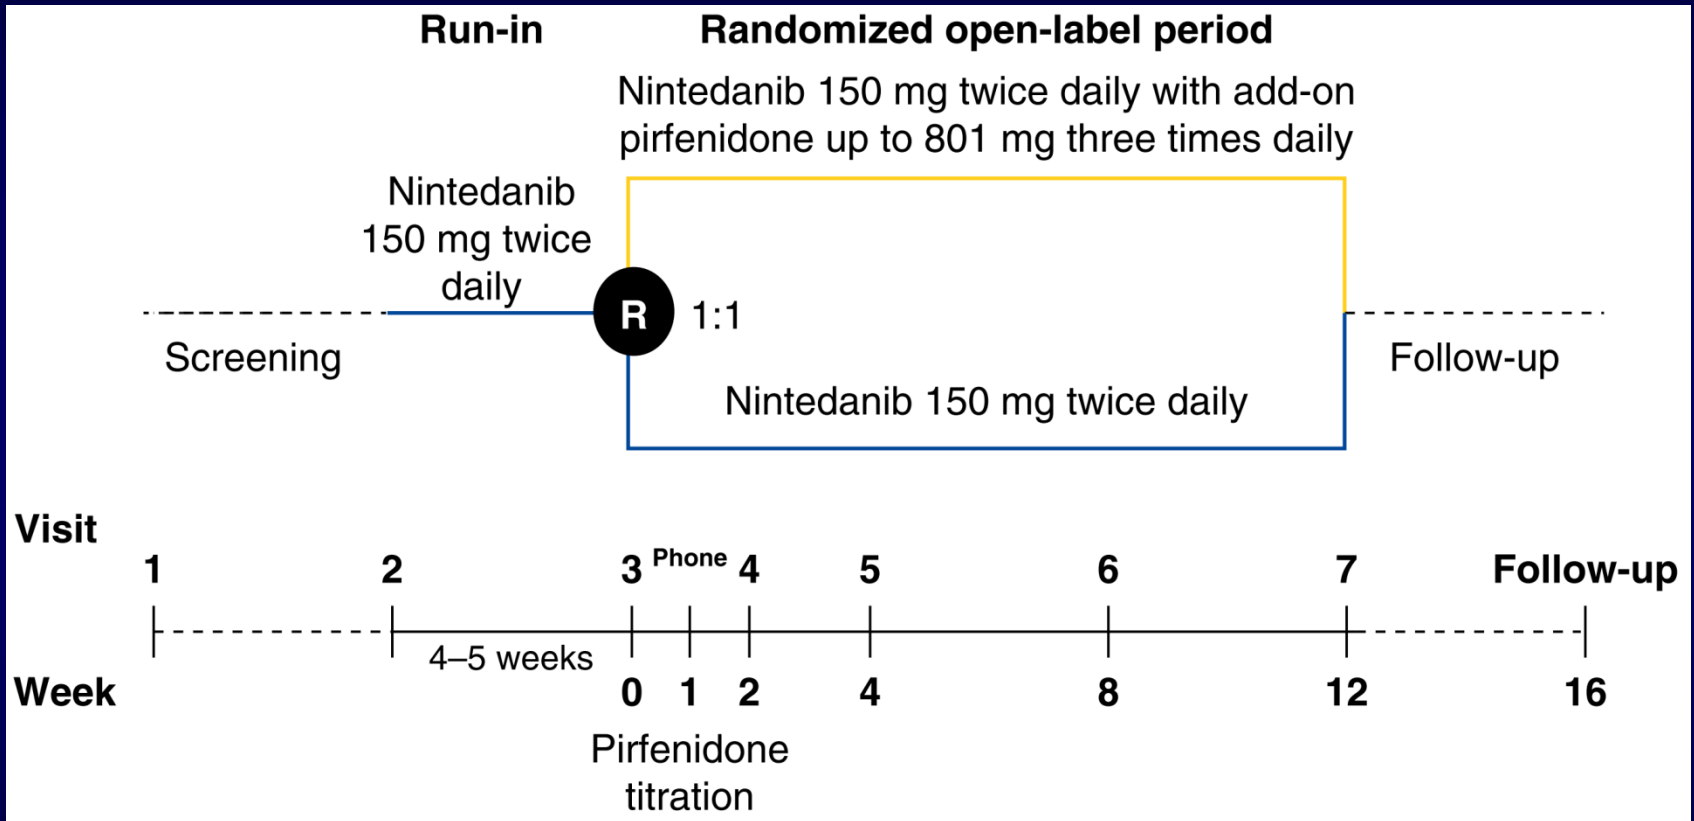 Run-in
Randomized open-label period
Nintedanib 150 mg twice daily with add-on
pirfenidone up to 801 mg three times daily
Nintedanib
150 mg twice
daily
R
1:1
Screening
Follow-up
Nintedanib 150 mg twice daily
Visit
1 2 3 Phone 4 5 6 7 Follow-up
4–5 weeks
Week 0 1 2 4 8 12 16
Pirfenidone
titration